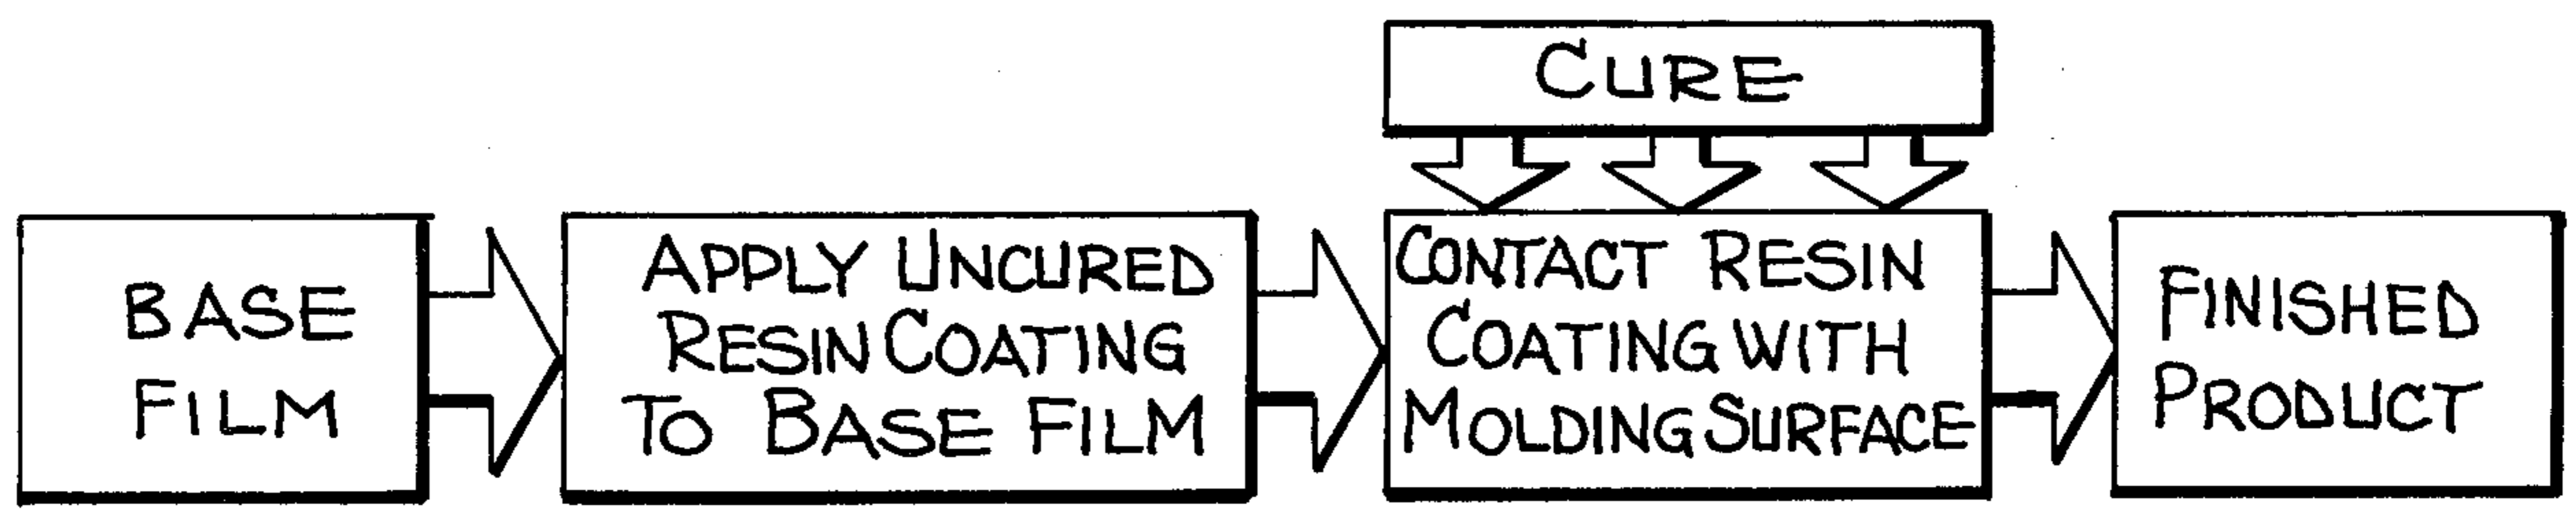 CURE
BASE
FILM
APPLY UNCURED
RESIN COATING
TO BASE FILM
CONTACT RESIN
COATING WITH
MOLDING SURFACE
FINISHED
PRODUCT